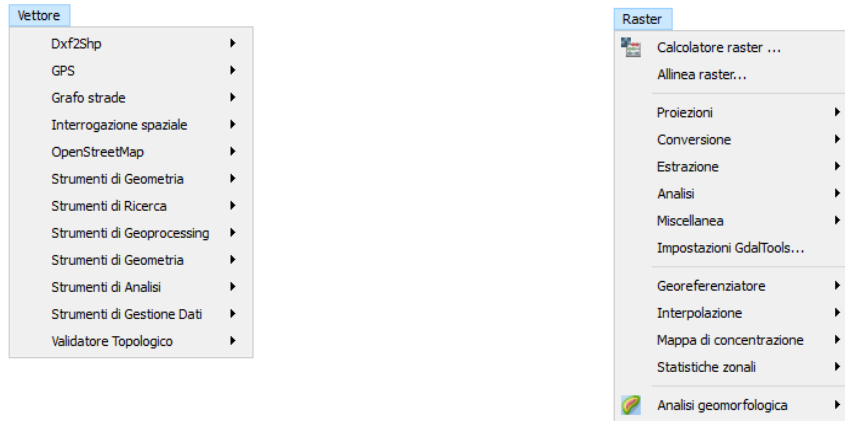 Vettore
Dxf2Shp
GPS
Grafo strade
Interrogazione spaziale
OpenStreetMap
Strumenti di Geometria
Strumenti di Ricerca
Strumenti di Geoprocessing
Strumenti di Geometria
Strumenti di Analisi
Strumenti di Gestione Dati
Validatore Topologico
Raster
Calcolatore raster ...
Allinea raster...
Proiezioni
Conversione
Estrazione
Analisi
Miscellanea
Impostazioni GdalTools...
Georeferenziatore
Interpolazione
Mappa di concentrazione
Statistiche zonali
Analisi geomorfologica